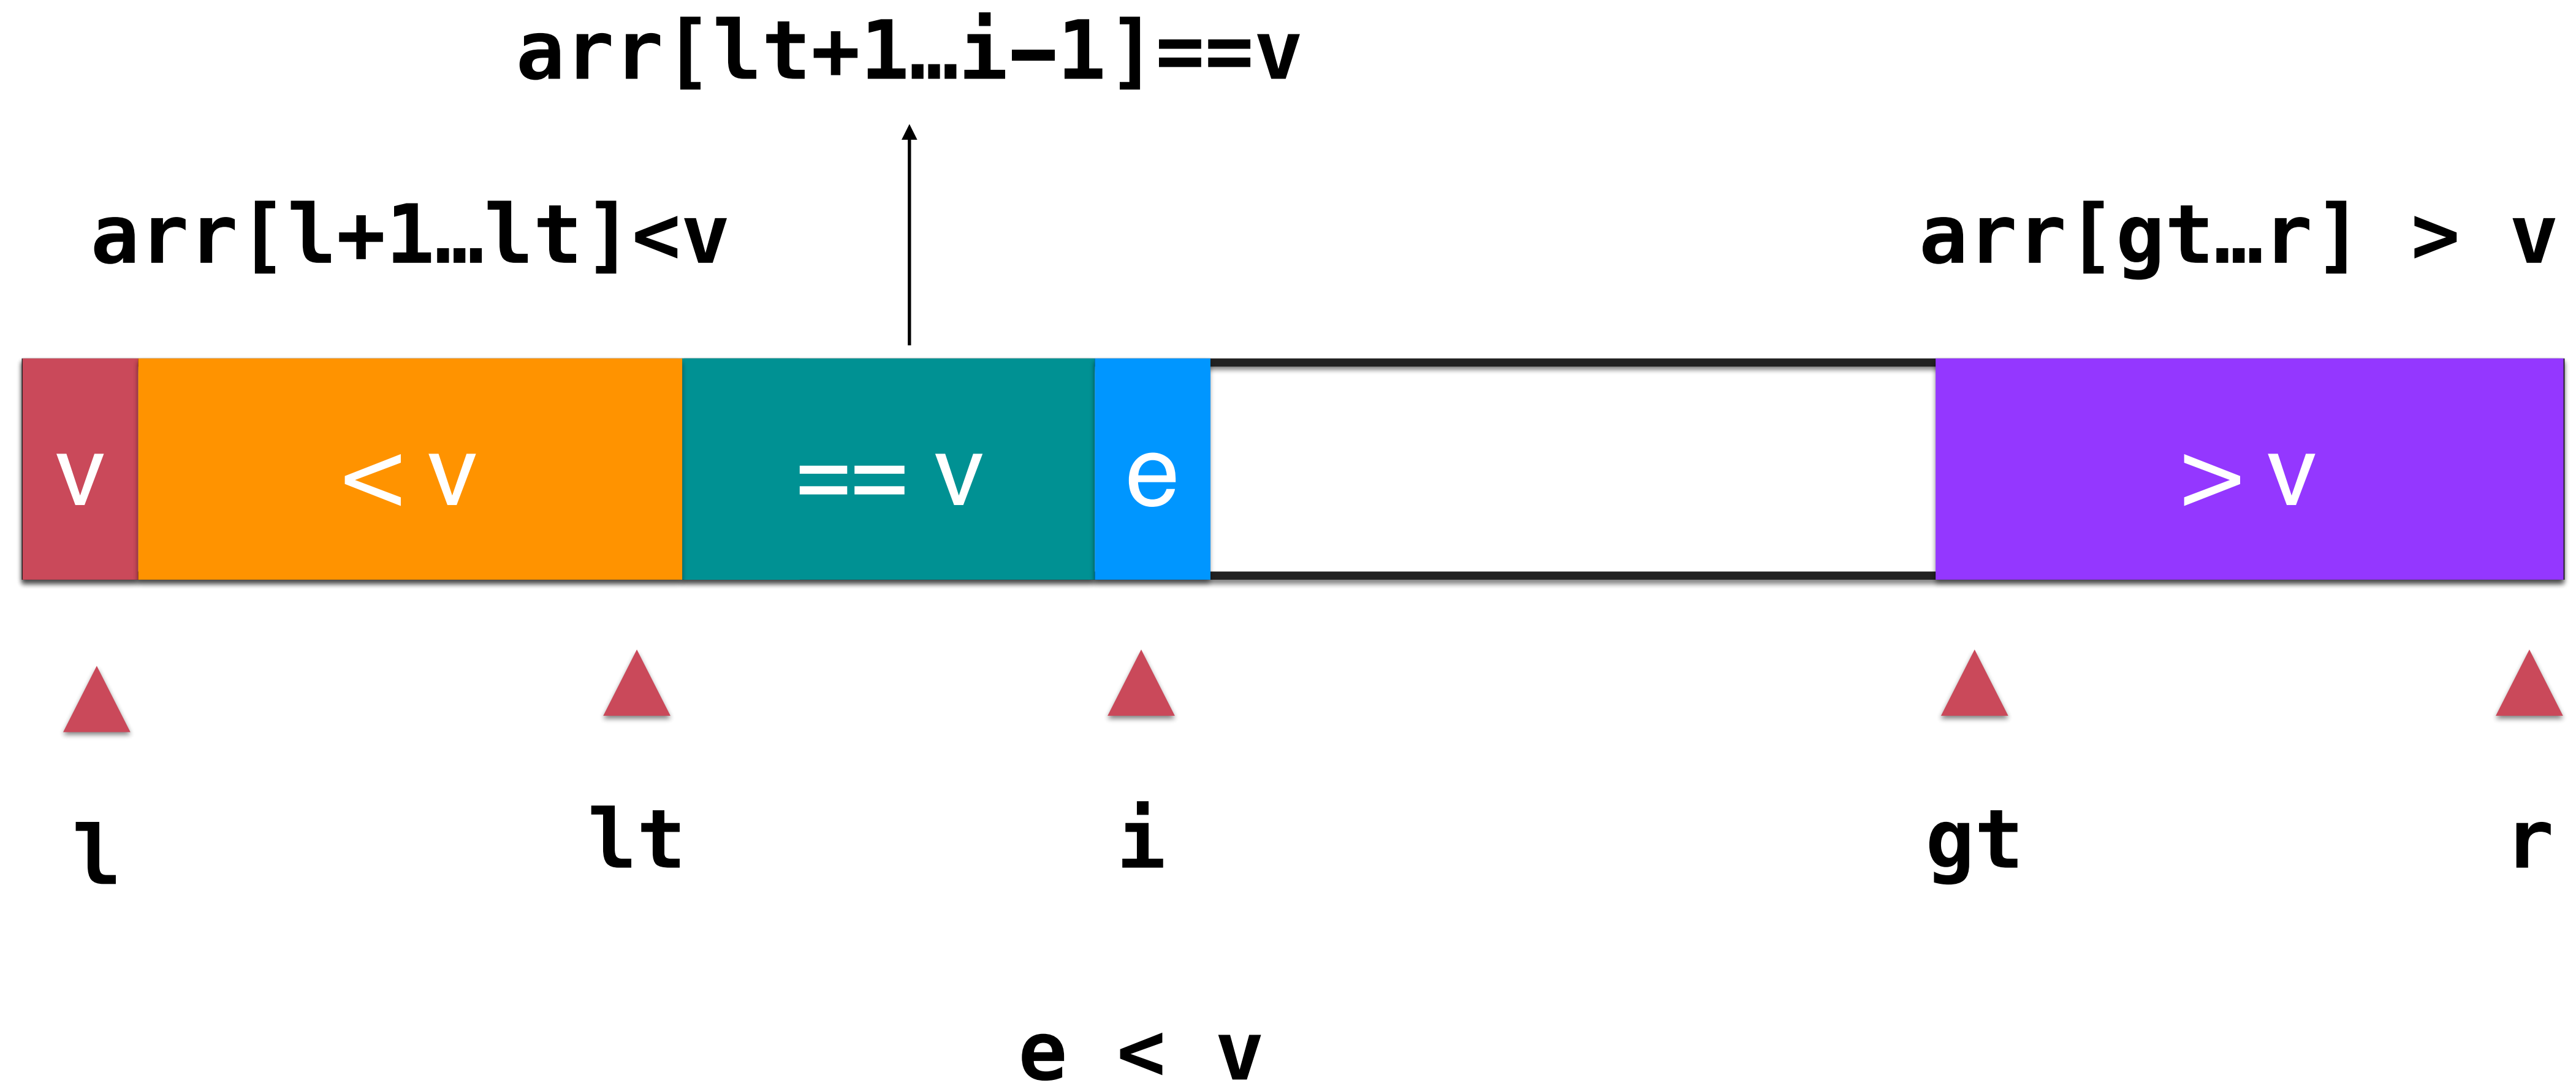 arr[lt+1…i-1]==v
arr[l+1…lt]<v
arr[gt…r] > v
v
< v
== v
e
> v
l
lt
i
gt
r
e < v